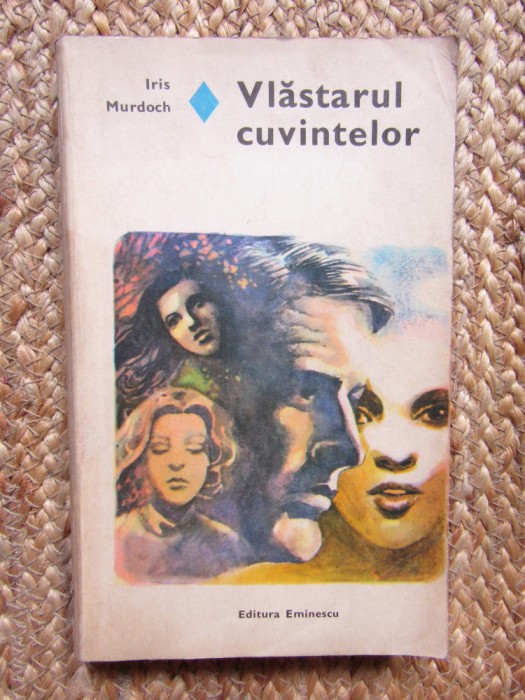 Iris
Murdoch
Vlăstarul
cuvintelor
Editura Eminescu